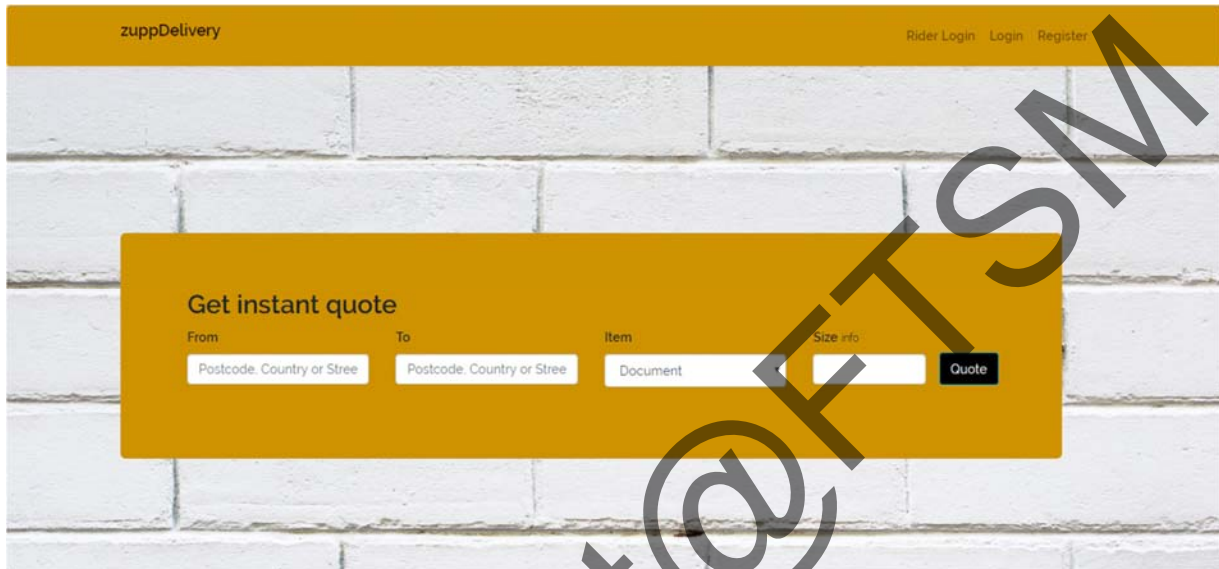 zuppDelivery
Rider Login Login Register
Get instant quote
From To Item Size info
Postcode, Country or Stree Postcode, Country or Stree Document Quote
t@FTSM